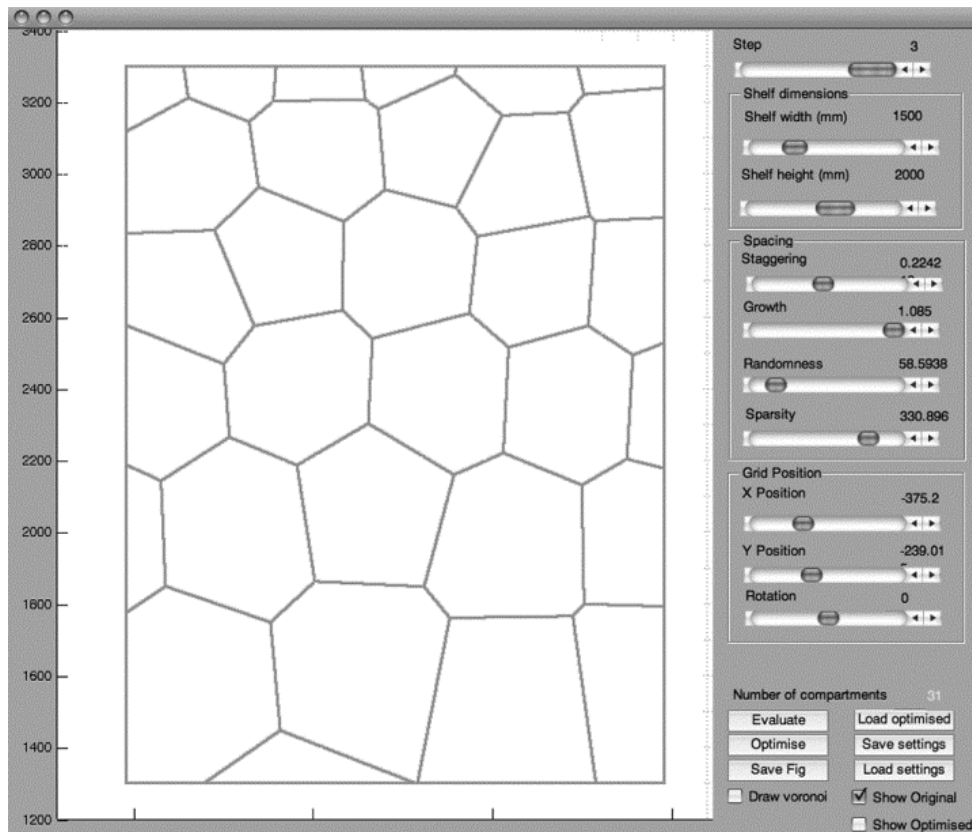 3400
3200
3000
2800
2600
2400
2200
2000
1800
1600
1400
1200
Step 3
Shelf dimensions
Shelf width (mm) 1500
Shelf height (mm) 2000
Spacing
Staggering 0.2242
Growth 1.085
Randomness 58.5938
Sparsity 330.896
Grid Position
X Position -375.2
Y Position -239.01
Rotation 0
Number of compartments 31
Evaluate Load optimised
Optimise Save settings
Save Fig Load settings
Draw voronoi Show Original
Show Optimised